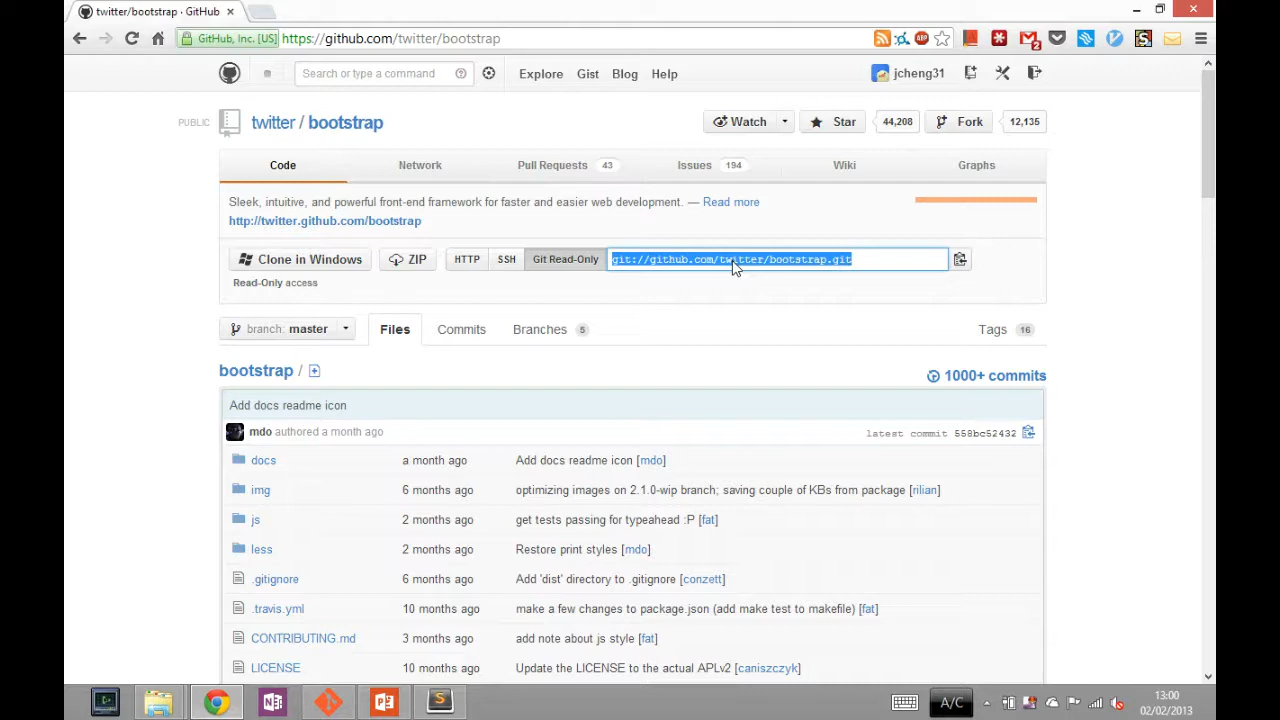 twitter/bootstrap · GitHub
GitHub, Inc. [US] https://github.com/twitter/bootstrap
2
Search or type a command
Explore Gist Blog Help
jcheng31
PUBLIC twitter / bootstrap
Watch Star 44,208 Fork 12,135
Code Network Pull Requests 43 Issues 194 Wiki Graphs
Sleek, intuitive, and powerful front-end framework for faster and easier web development. — Read more
http://twitter.github.com/bootstrap
Clone in Windows ZIP HTTP SSH Git Read-Only git://github.com/twitter/bootstrap.git
Read-Only access
branch: master Files Commits Branches 5 Tags 16
bootstrap / 1000+ commits
Add docs readme icon
mdo authored a month ago latest commit 558bc52432
docs a month ago Add docs readme icon [mdo]
img 6 months ago optimizing images on 2.1.0-wip branch; saving couple of KBs from package [rilian]
js 2 months ago get tests passing for typeahead :P [fat]
less 2 months ago Restore print styles [mdo]
.gitignore 6 months ago Add 'dist' directory to .gitignore [conzett]
.travis.yml 10 months ago make a few changes to package.json (add make test to makefile) [fat]
CONTRIBUTING.md 3 months ago add note about js style [fat]
LICENSE 10 months ago Update the LICENSE to the actual APLv2 [caniszczyk]
A/C 13:00
02/02/2013